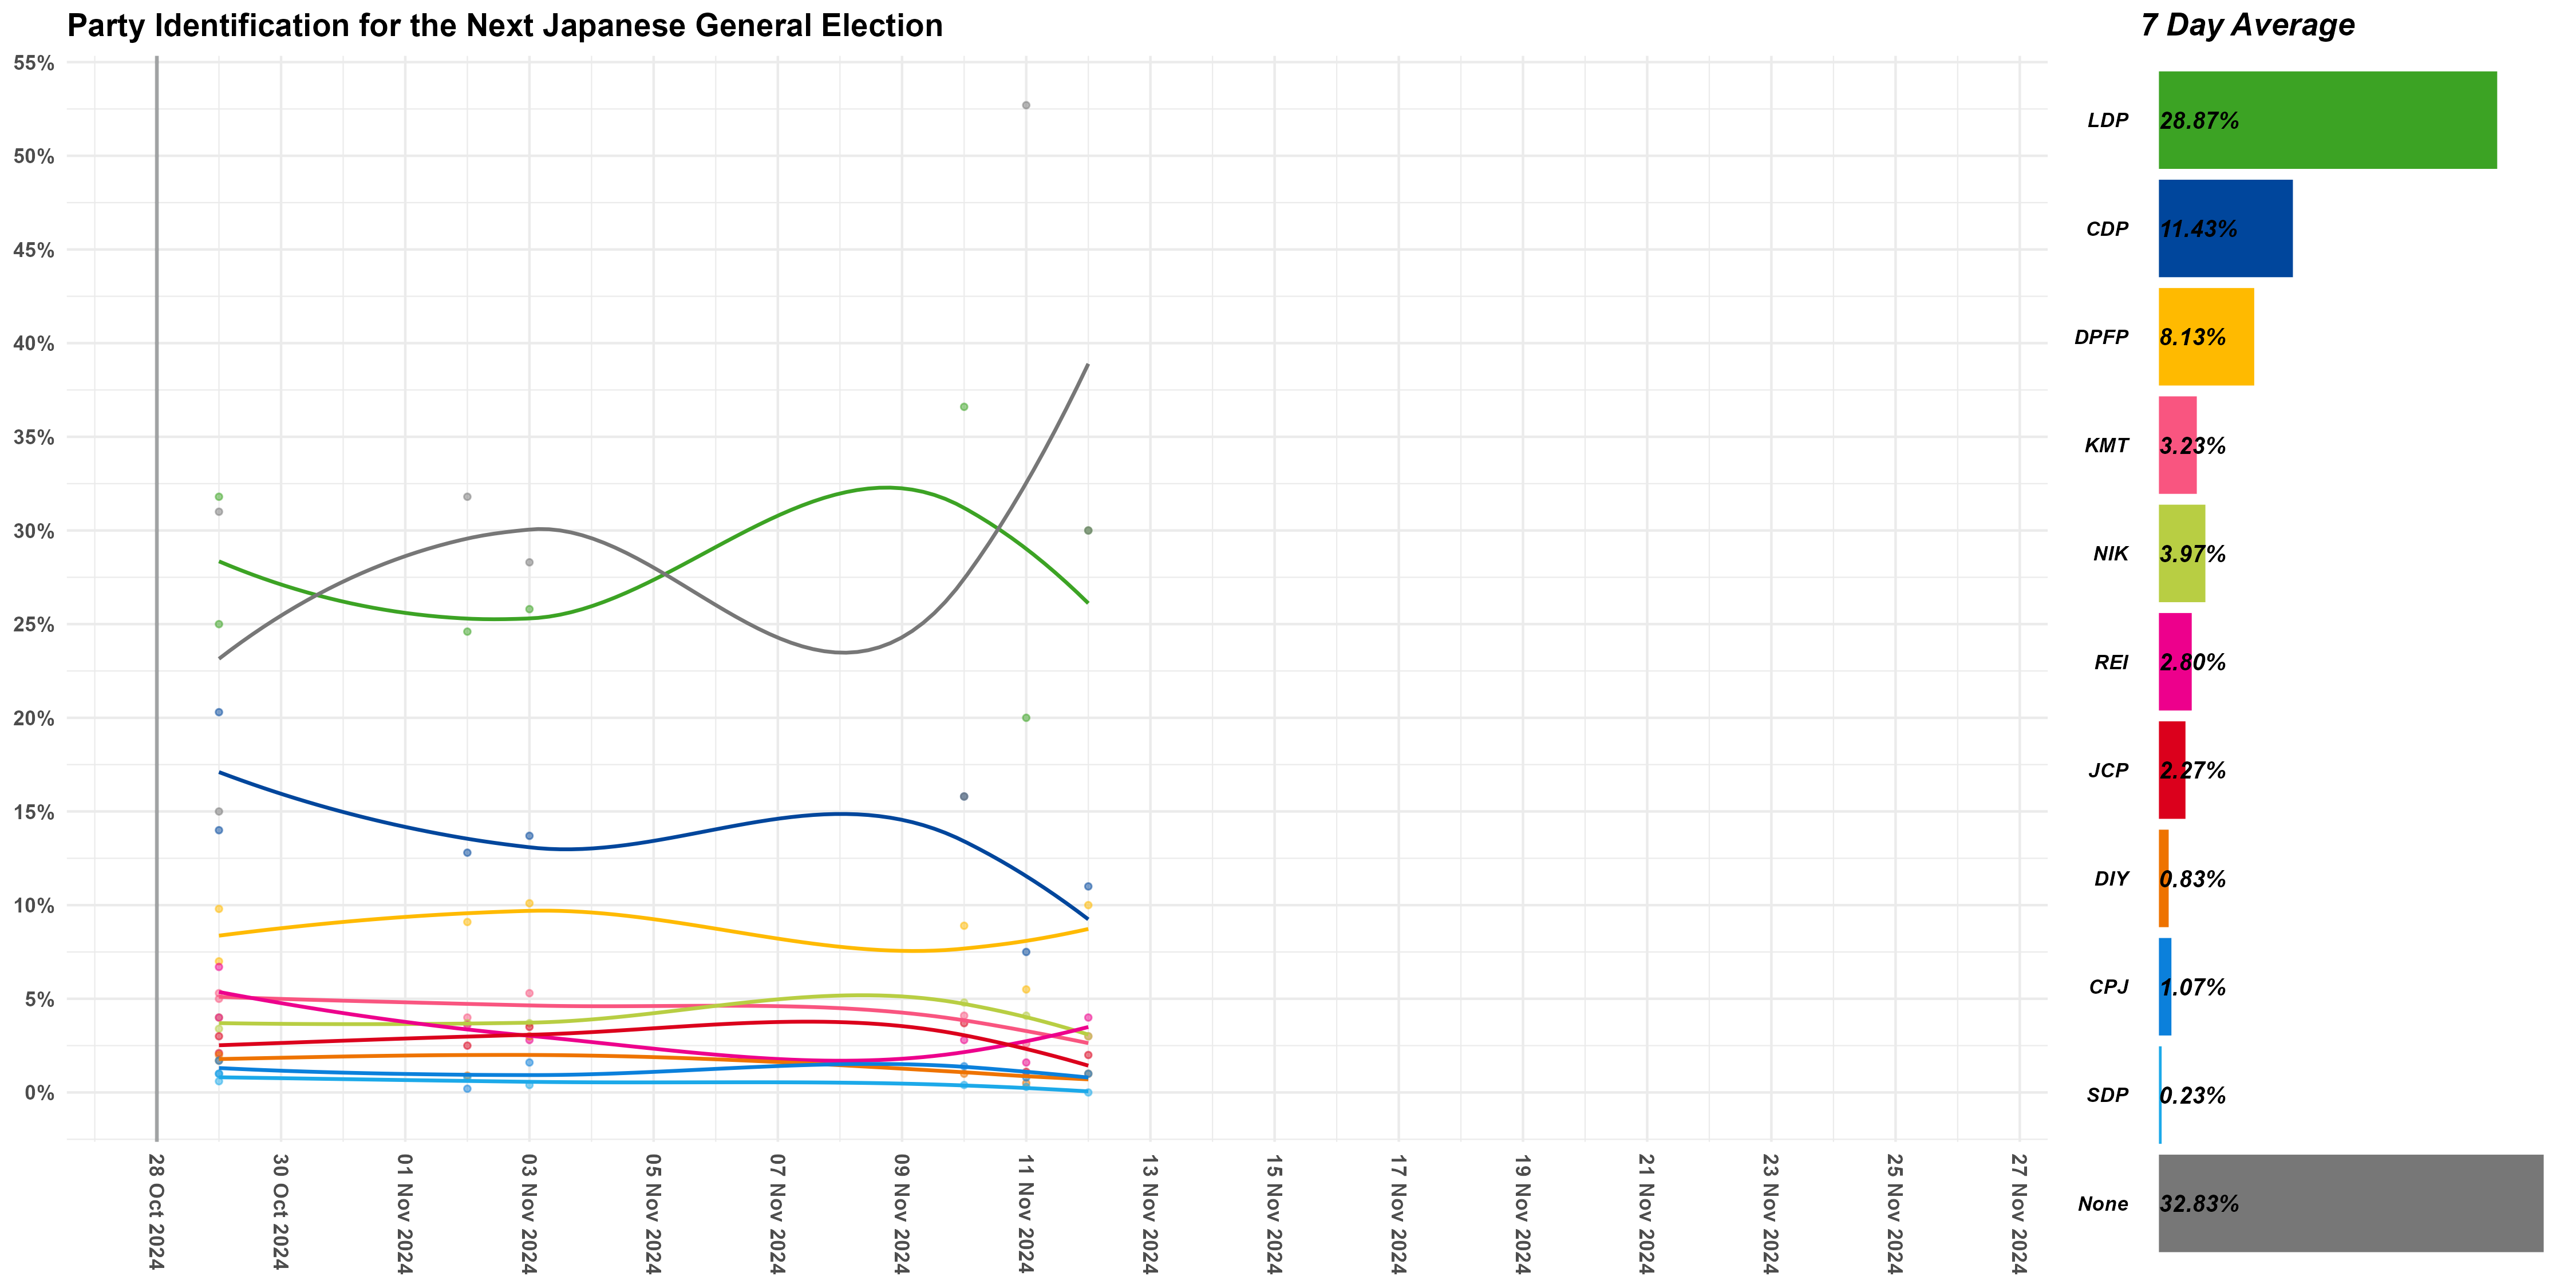 Party Identification for the Next Japanese General Election
55%
50%
45%
40%
35%
30%
25%
20%
15%
10%
5%
0%
28 Oct 2024
30 Oct 2024
01 Nov 2024
03 Nov 2024
05 Nov 2024
07 Nov 2024
09 Nov 2024
11 Nov 2024
13 Nov 2024
15 Nov 2024
17 Nov 2024
19 Nov 2024
21 Nov 2024
23 Nov 2024
25 Nov 2024
27 Nov 2024
7 Day Average
LDP 28.87%
CDP 11.43%
DPFP 8.13%
KMT 3.23%
NIK 3.97%
REI 2.80%
JCP 2.27%
DIY 0.83%
CPJ 1.07%
SDP 0.23%
None 32.83%